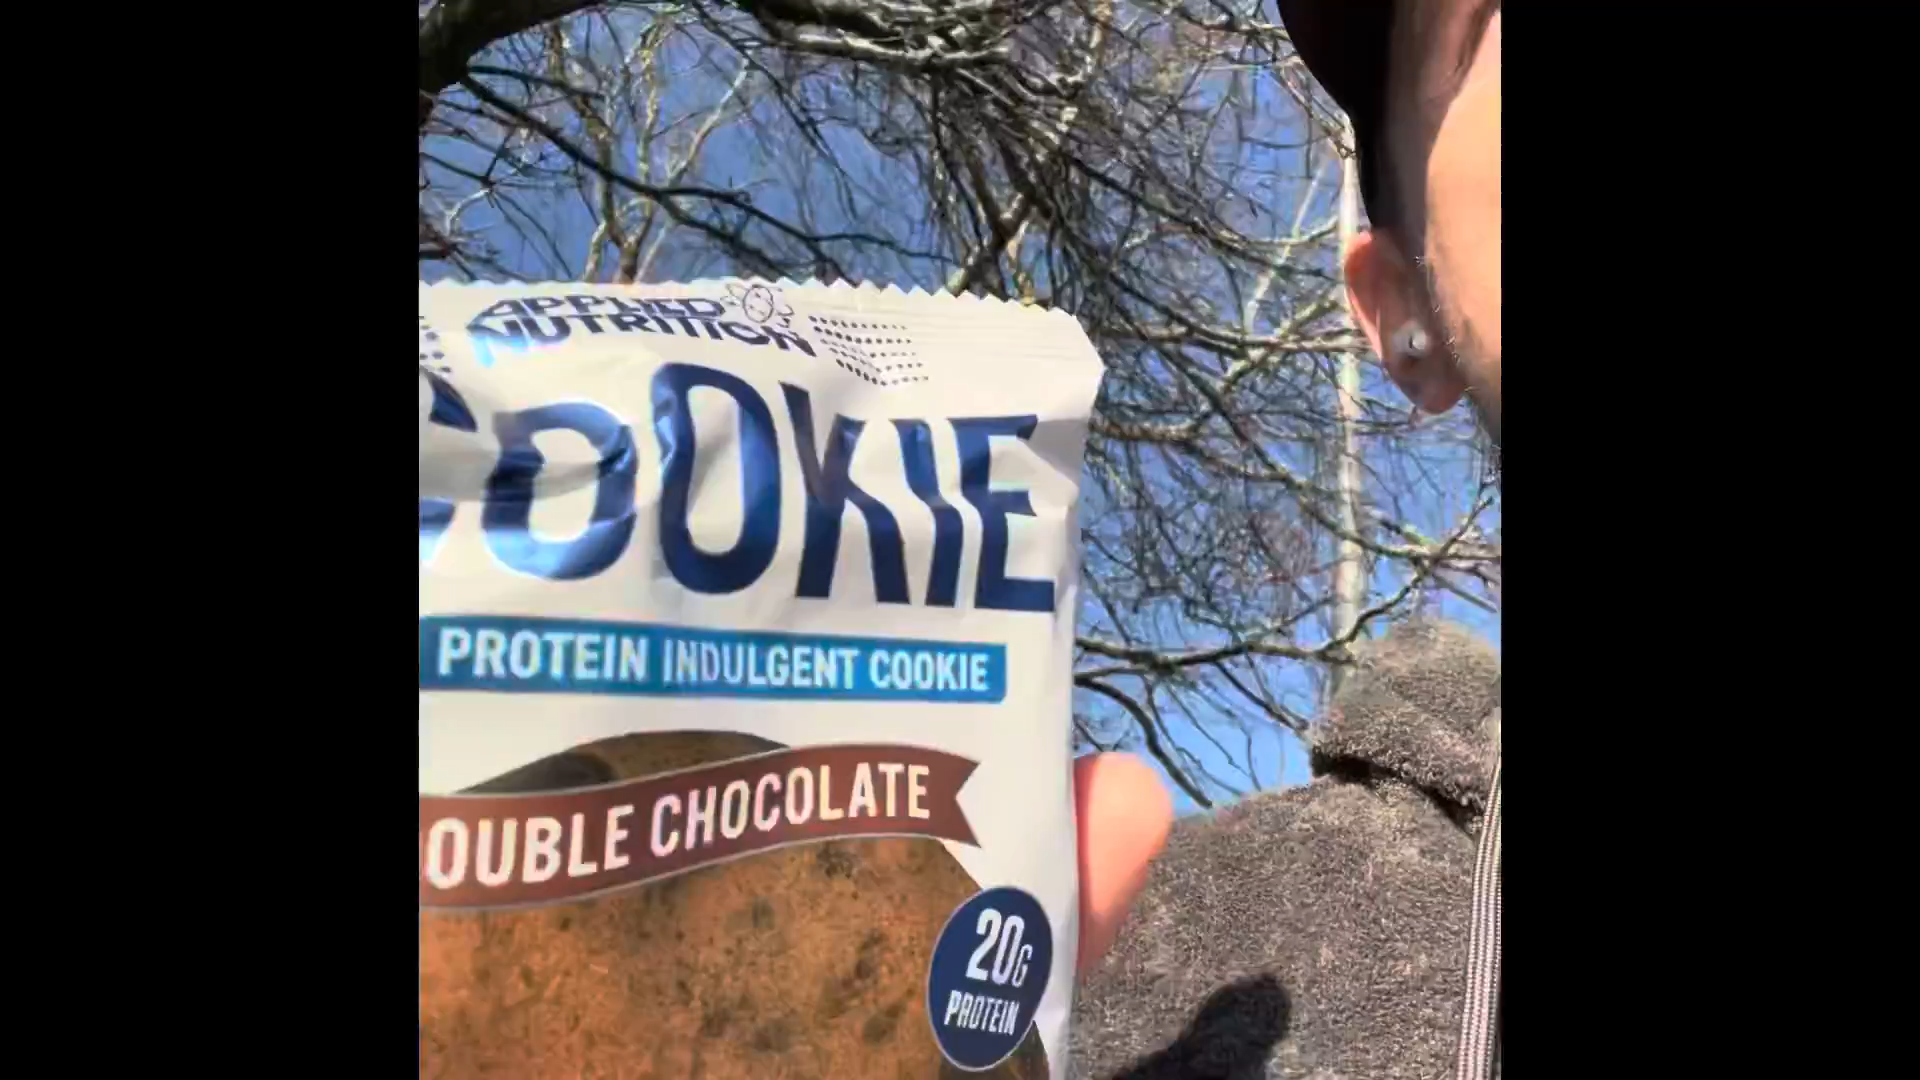 APPLIED
NUTRITION
COOKIE
PROTEIN INDULGENT COOKIE
OUBLE CHOCOLATE
20G
PROTEIN